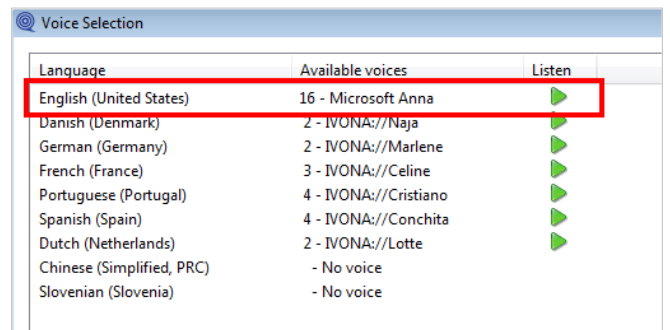 Voice Selection
Language Available voices Listen
English (United States) 16 - Microsoft Anna
Danish (Denmark) 2 - IVONA://Naja
German (Germany) 2 - IVONA://Marlene
French (France) 3 - IVONA://Celine
Portuguese (Portugal) 4 - IVONA://Cristiano
Spanish (Spain) 4 - IVONA://Conchita
Dutch (Netherlands) 2 - IVONA://Lotte
Chinese (Simplified, PRC) - No voice
Slovenian (Slovenia) - No voice